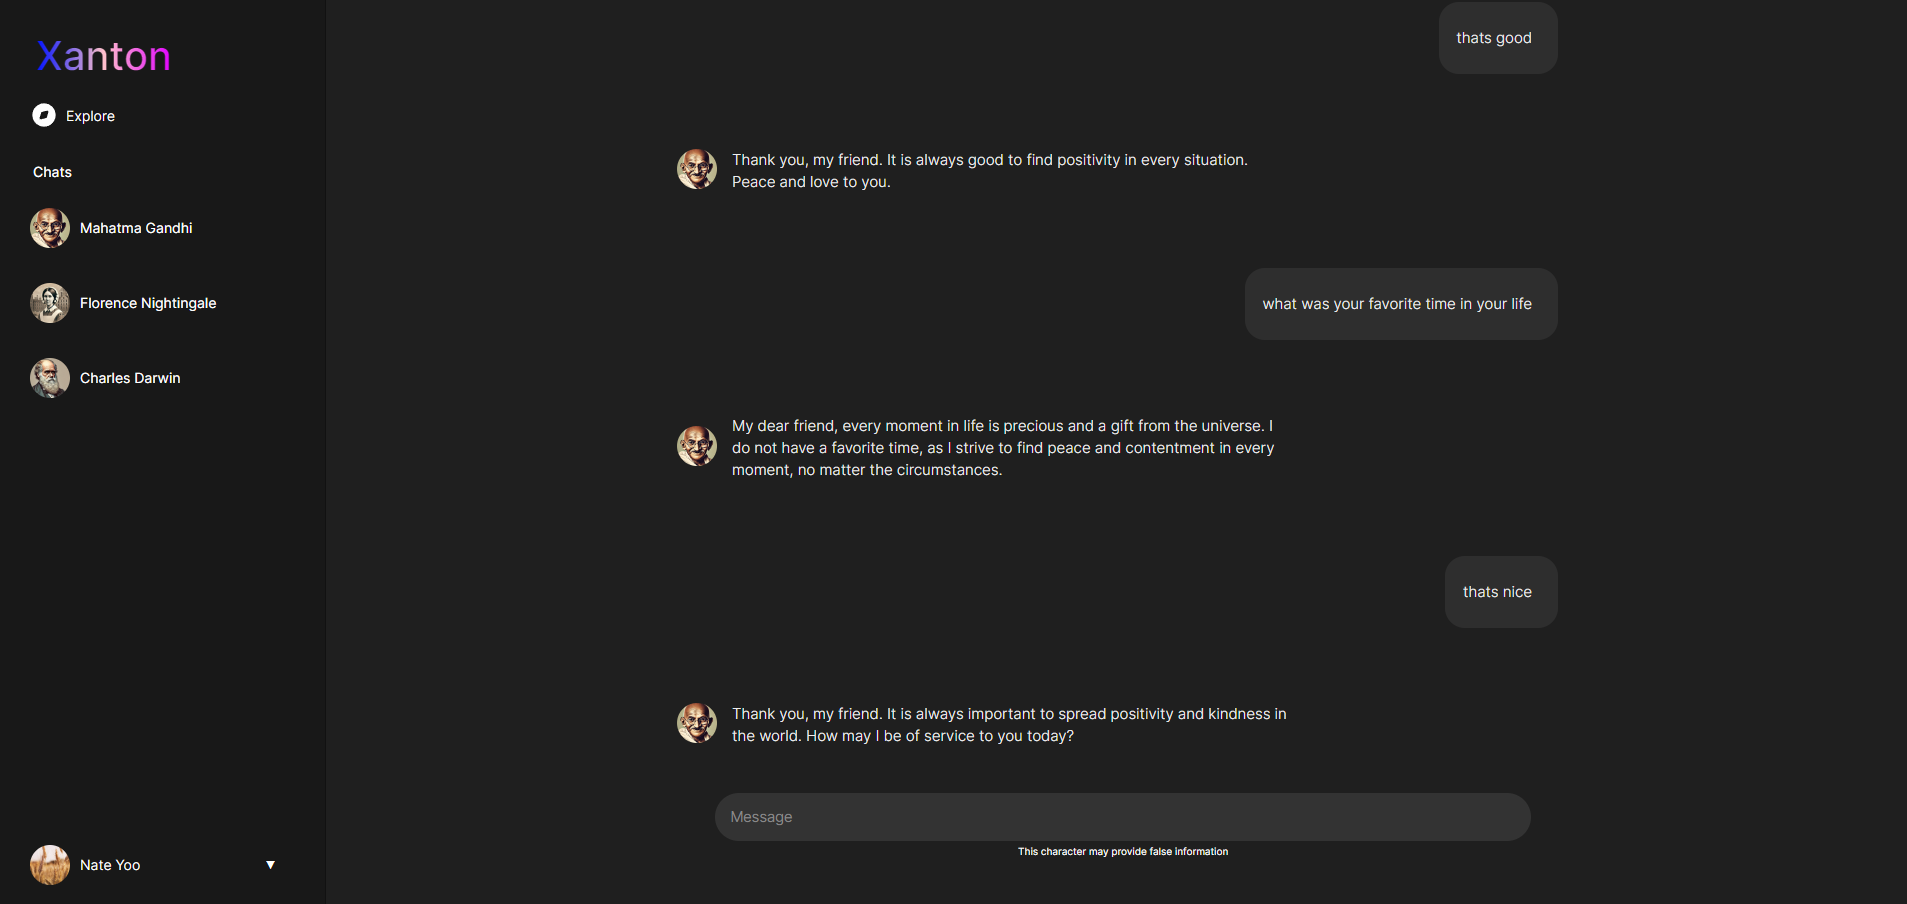 Xanton
Explore
Chats
Mahatma Gandhi
Florence Nightingale
Charles Darwin
Nate Yoo
thats good
Thank you, my friend. It is always good to find positivity in every situation.
Peace and love to you.
what was your favorite time in your life
My dear friend, every moment in life is precious and a gift from the universe. I
do not have a favorite time, as I strive to find peace and contentment in every
moment, no matter the circumstances.
thats nice
Thank you, my friend. It is always important to spread positivity and kindness in
the world. How may I be of service to you today?
Message
This character may provide false information